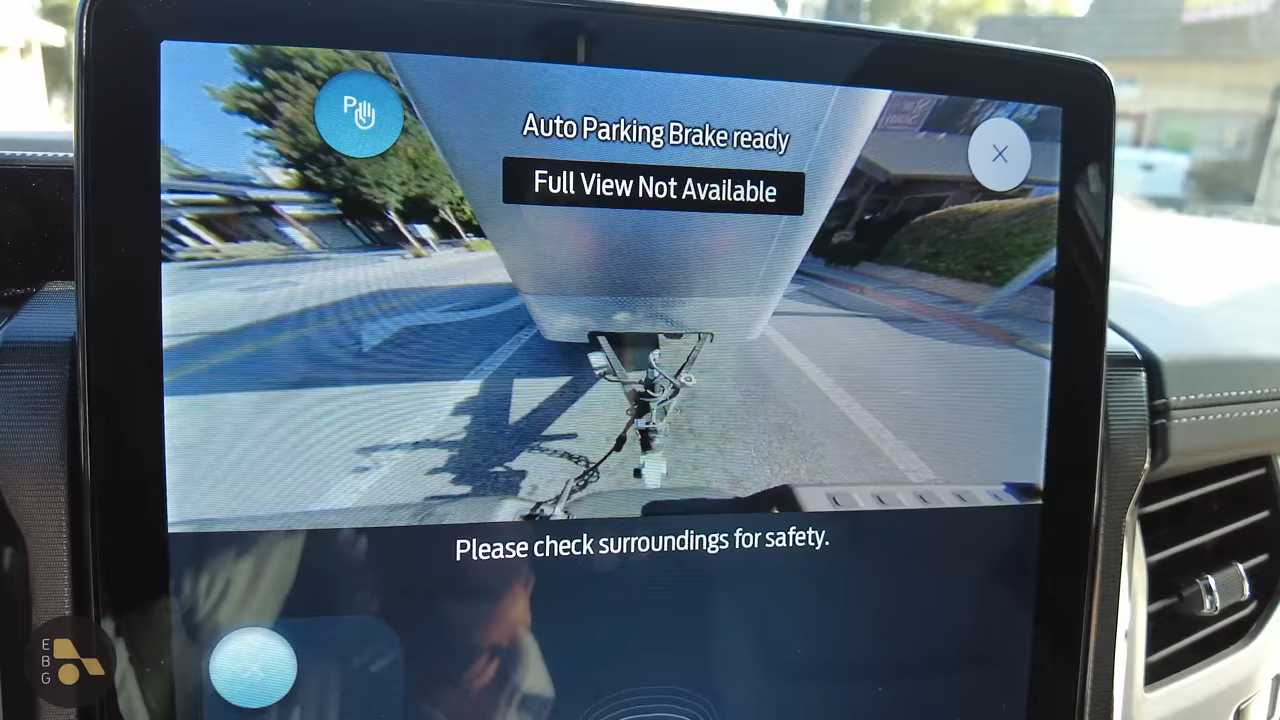 P
Auto Parking Brake ready
Full View Not Available
Please check surroundings for safety.
E
B
G